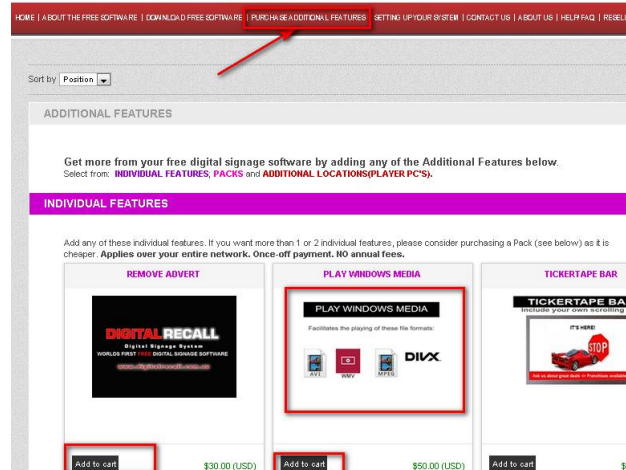 HOME | ABOUT THE FREE SOFTWARE | DOWNLOAD FREE SOFTWARE | PURCHASE ADDITIONAL FEATURES | SETTING UP YOUR SYSTEM | CONTACT US | ABOUT US | HELP FAQ | RESELL
Sort by Position
ADDITIONAL FEATURES
Get more from your free digital signage software by adding any of the Additional Features below.
Select from: INDIVIDUAL FEATURES, PACKS and ADDITIONAL LOCATIONS(PLAYER PC'S).
INDIVIDUAL FEATURES
Add any of these individual features. If you want more than 1 or 2 individual features, please consider purchasing a Pack (see below) as it is
cheaper. Applies over your entire network. Once-off payment. NO annual fees.
REMOVE ADVERT
DIGITAL RECALL
Digital Signage System
WORLDS FIRST FREE DIGITAL SIGNAGE SOFTWARE
www.digitalrecall.com.au
Add to cart
$30.00 (USD)
PLAY WINDOWS MEDIA
PLAY WINDOWS MEDIA
Facilitates the playing of these file formats:
AVI WMV MPEG DIVX
Add to cart
$50.00 (USD)
TICKERTAPE BAR
TICKERTAPE BA
Include your own scrolling
IT'S HERE!
STOP
Add to cart
$